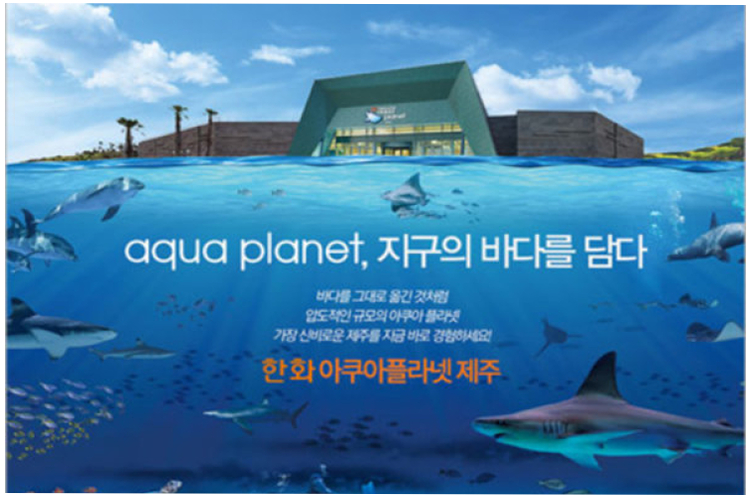 planet
aqua planet, 지구의 바다를 담다
바다를 그대로 옮긴 것처럼
압도적인 규모의 아쿠아 플라넷
가장 신비로운 제주를 지금 바로 경험하세요!
한화 아쿠아플라넷 제주